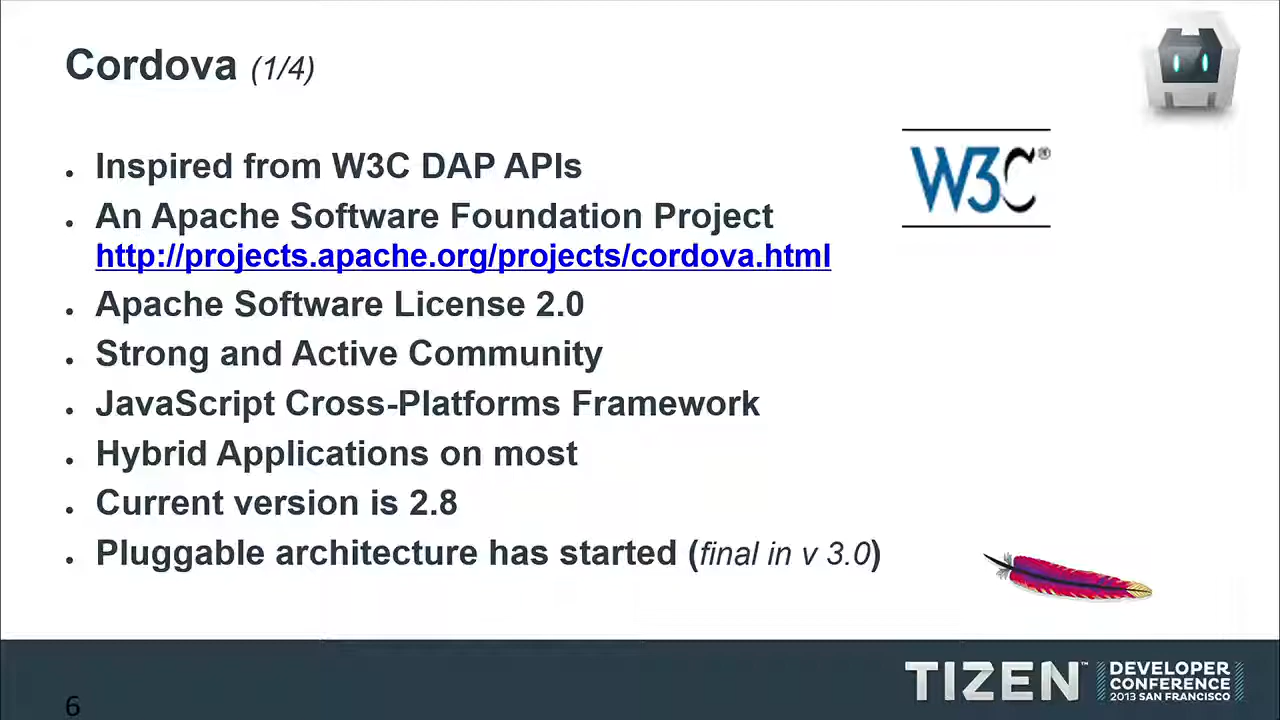 Cordova (1/4)
W3C®
• Inspired from W3C DAP APIs
• An Apache Software Foundation Project
http://projects.apache.org/projects/cordova.html
• Apache Software License 2.0
• Strong and Active Community
• JavaScript Cross-Platforms Framework
• Hybrid Applications on most
• Current version is 2.8
• Pluggable architecture has started (final in v 3.0)
TIZEN™
DEVELOPER
CONFERENCE
2013 SAN FRANCISCO
6